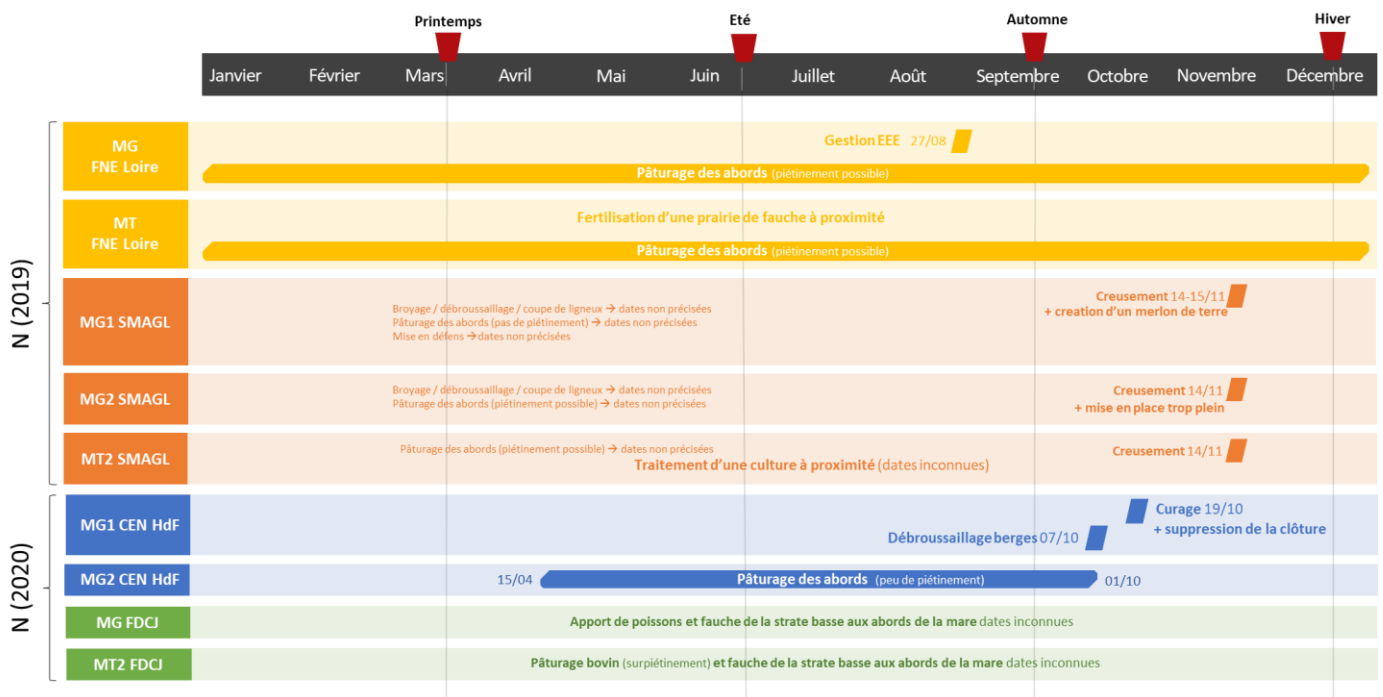 Printemps Eté Automne Hiver
Janvier Février Mars Avril Mai Juin Juillet Août Septembre Octobre Novembre Décembre
N (2019)
MG
FNE Loire
Gestion EEE 27/08
Pâturage des abords (piétinement possible)
MT
FNE Loire
Fertilisation d'une prairie de fauche à proximité
Pâturage des abords (piétinement possible)
MG1 SMAGL
Broyage / débroussaillage / coupe de ligneux → dates non précisées
Pâturage des abords (pas de piétinement) → dates non précisées
Mise en défens → dates non précisées
Creusement 14-15/11
+ creation d'un merlon de terre
MG2 SMAGL
Broyage / débroussaillage / coupe de ligneux → dates non précisées
Pâturage des abords (piétinement possible) → dates non précisées
Creusement 14/11
+ mise en place trop plein
MT2 SMAGL
Pâturage des abords (piétinement possible) → dates non précisées
Traitement d'une culture à proximité (dates inconnues)
Creusement 14/11
N (2020)
MG1 CEN HdF
Curage 19/10
+ suppression de la clôture
Débroussaillage berges 07/10
MG2 CEN HdF
15/04 Pâturage des abords (peu de piétinement) 01/10
MG FDCJ
Apport de poissons et fauche de la strate basse aux abords de la mare dates inconnues
MT2 FDCJ
Pâturage bovin (surpiétinement) et fauche de la strate basse aux abords de la mare dates inconnues